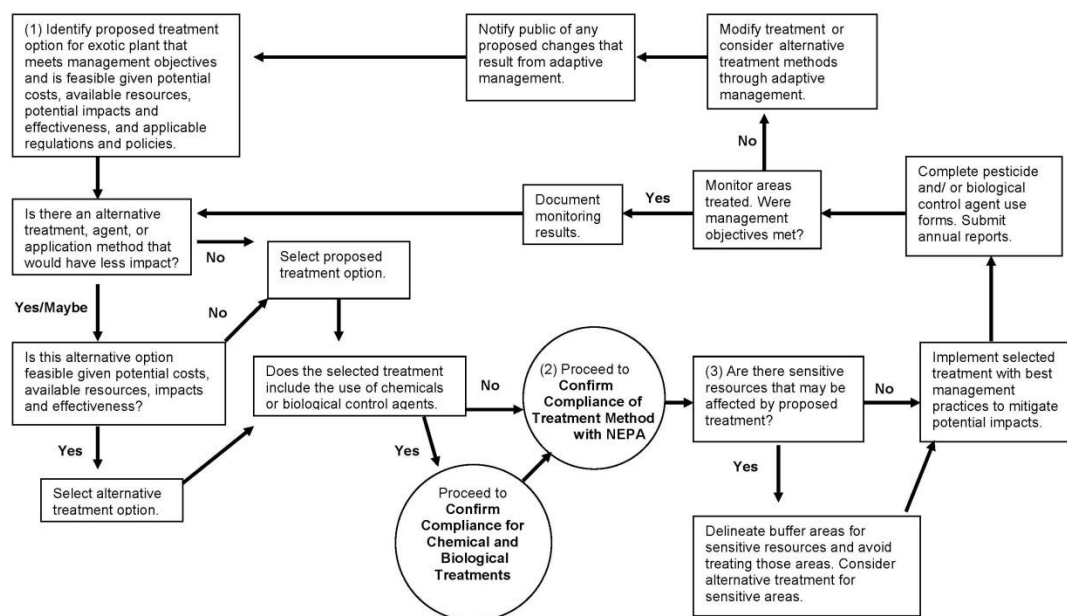 (1) Identify proposed treatment
option for exotic plant that
meets management objectives
and is feasible given potential
costs, available resources,
potential impacts and
effectiveness, and applicable
regulations and policies.
Notify public of any
proposed changes that
result from adaptive
management.
Modify treatment or
consider alternative
treatment methods
through adaptive
management.
No
Is there an alternative
treatment, agent, or
application method that
would have less impact?
No
Document
monitoring
results.
Yes
Monitor areas
treated. Were
management
objectives met?
Complete pesticide
and/ or biological
control agent use
forms. Submit
annual reports.
Select proposed
treatment option.
Yes/Maybe
No
Is this alternative option
feasible given potential costs,
available resources, impacts
and effectiveness?
Does the selected treatment
include the use of chemicals
or biological control agents.
No
(2) Proceed to
Confirm
Compliance of
Treatment Method
with NEPA
(3) Are there sensitive
resources that may be
affected by proposed
treatment?
No
Implement selected
treatment with best
management
practices to mitigate
potential impacts.
Yes
Yes
Yes
Select alternative
treatment option.
Proceed to
Confirm
Compliance for
Chemical and
Biological
Treatments
Delineate buffer areas for
sensitive resources and avoid
treating those areas. Consider
alternative treatment for
sensitive areas.